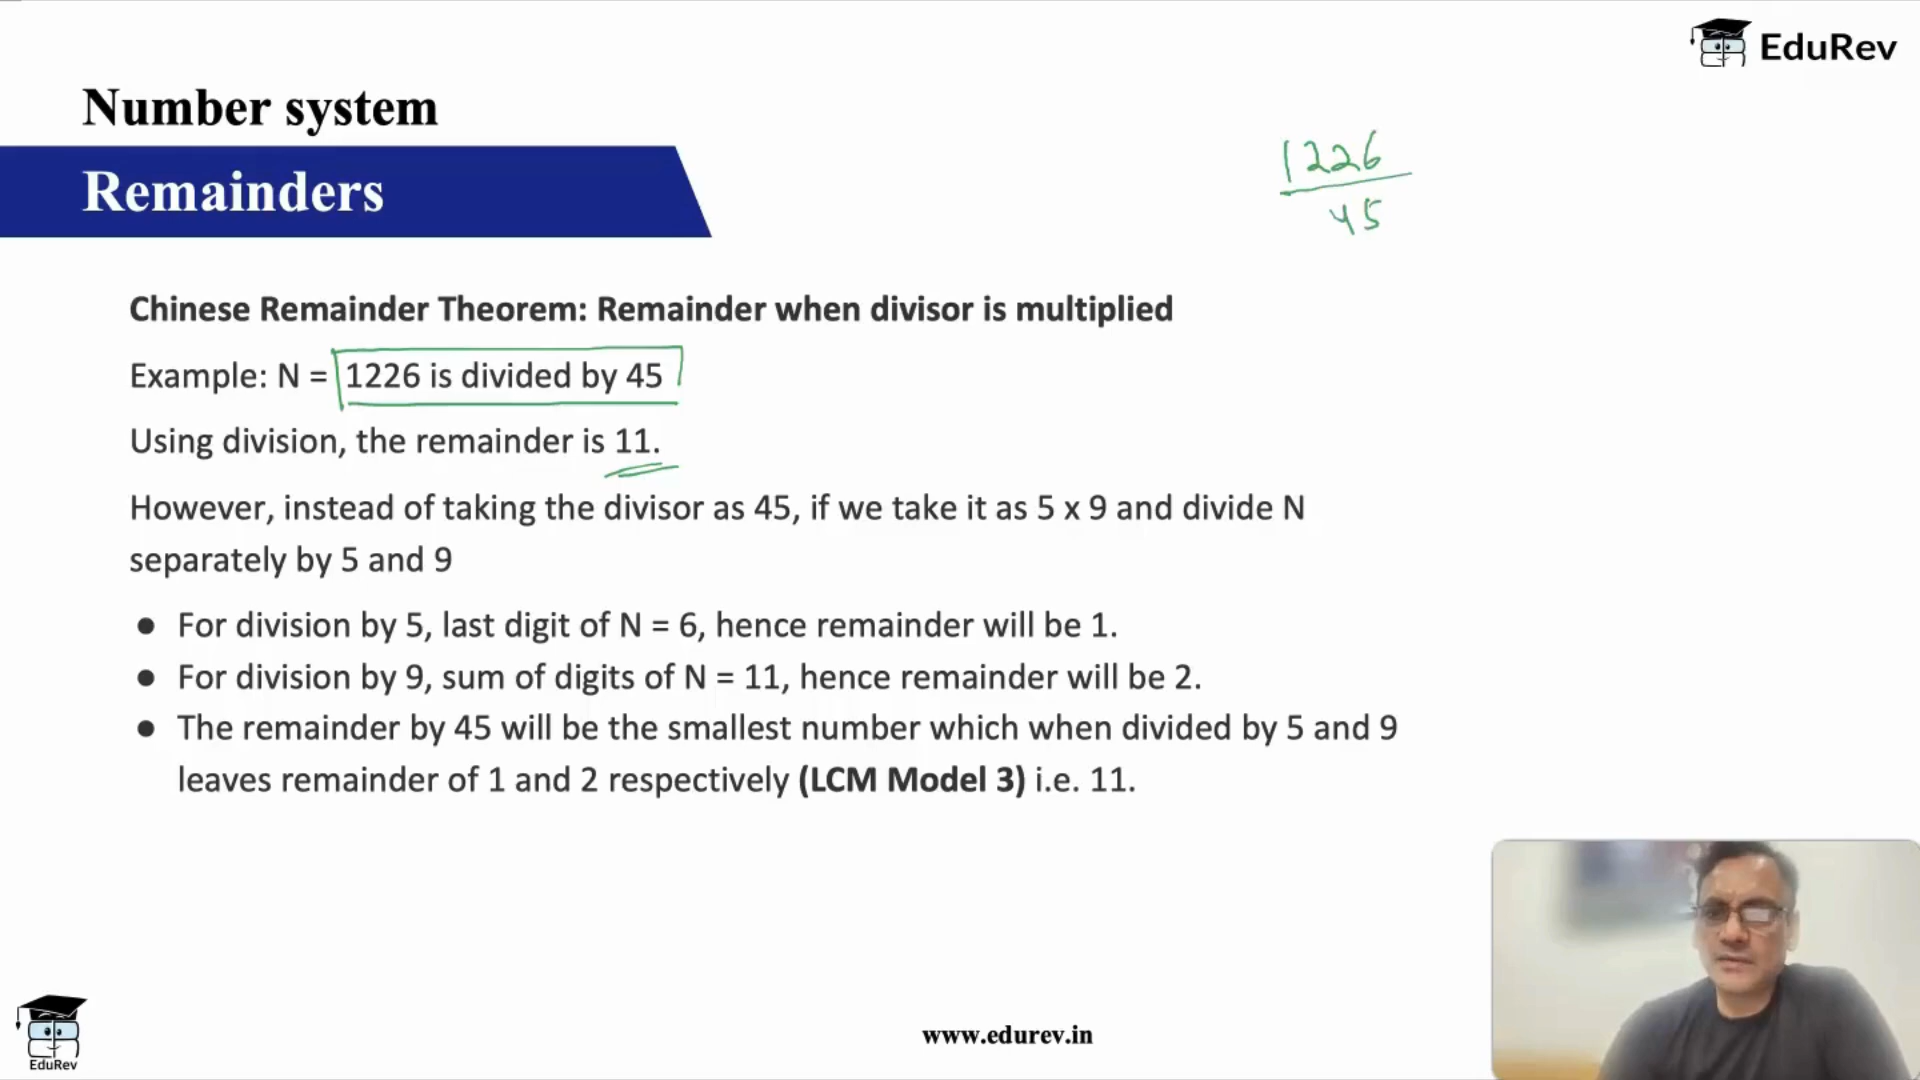 EduRev
Number system
1226
45
Remainders
Chinese Remainder Theorem: Remainder when divisor is multiplied
Example: N = 1226 is divided by 45
Using division, the remainder is 11.
However, instead of taking the divisor as 45, if we take it as 5 x 9 and divide N
separately by 5 and 9
● For division by 5, last digit of N = 6, hence remainder will be 1.
● For division by 9, sum of digits of N = 11, hence remainder will be 2.
● The remainder by 45 will be the smallest number which when divided by 5 and 9
leaves remainder of 1 and 2 respectively (LCM Model 3) i.e. 11.
EduRev
www.edurev.in